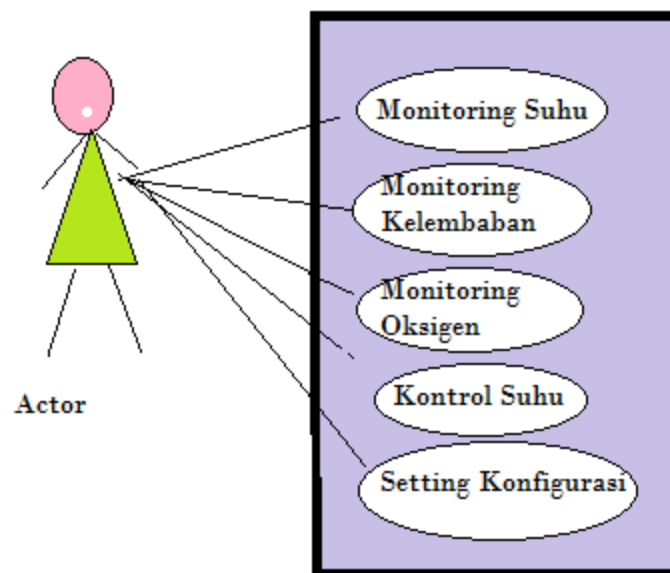 Monitoring Suhu
Monitoring
Kelembaban
Monitoring
Oksigen
Kontrol Suhu
Setting Konfigurasi
Actor